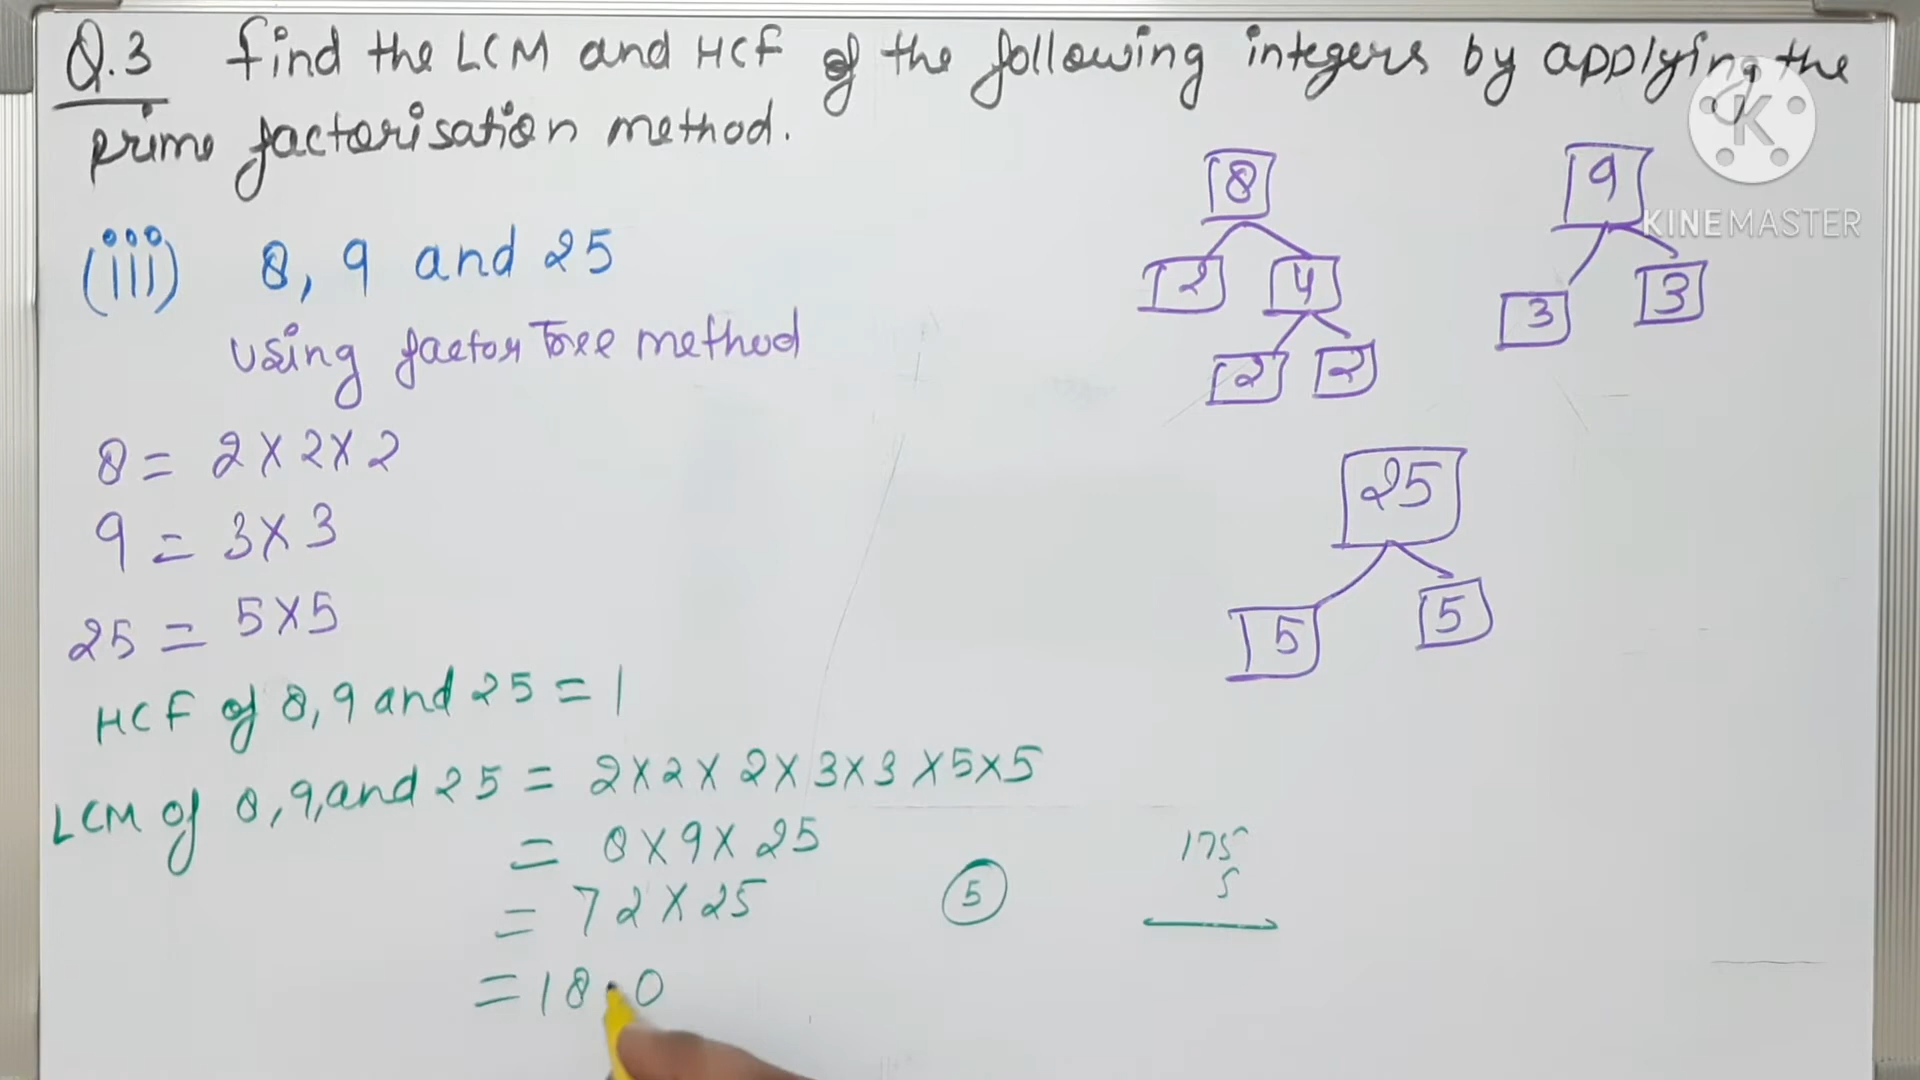 Q.3 find the LCM and HCF of the following integers by applying the
prime factorisation method.
(iii) 8, 9 and 25
Using factor Tree method
8 = 2 X 2 X 2
9 = 3 X 3
25 = 5 X 5
HCF of 8, 9 and 25 = 1
LCM of 8, 9, and 25 = 2 X 2 X 2 X 3 X 3 X 5 X 5
= 8 X 9 X 25
= 72 X 25
= 18 0
8
2 4
2 2
9
3 3
25
5 5
5
175
5
K
KINEMASTER